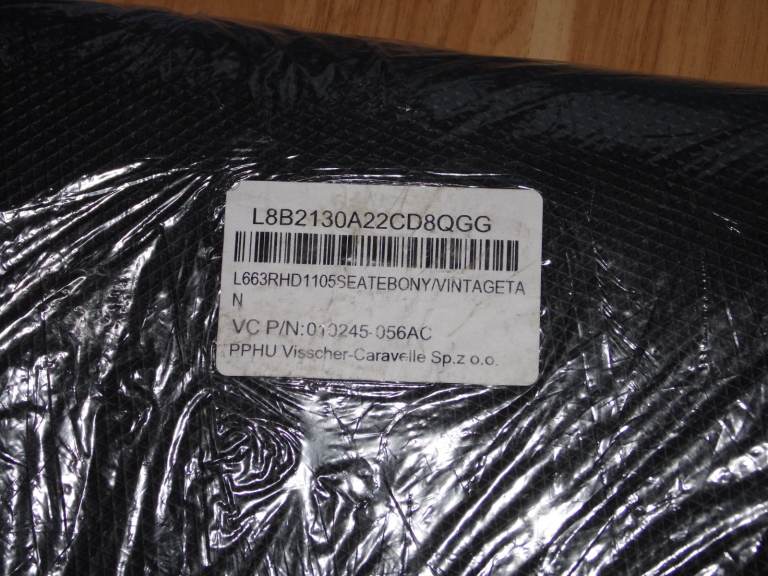 L8B2130A22CD8QGG
L663RHD1105SEATEBONY/VINTAGETA
N
VC P/N:010245-056AC
PPHU Visscher-Caravelle Sp.z o.o.